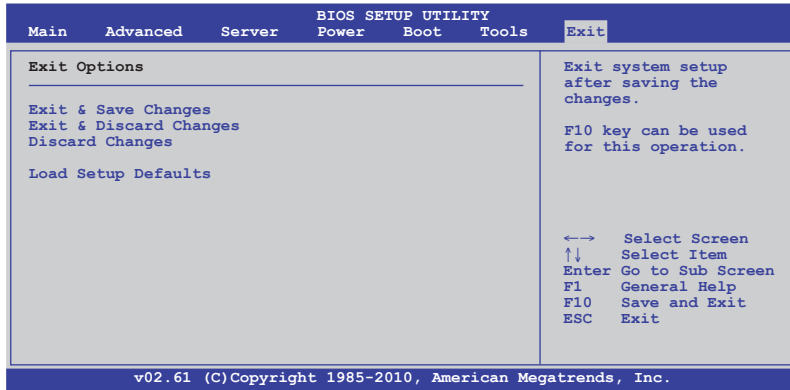 BIOS SETUP UTILITY
Main Advanced Server Power Boot Tools Exit
Exit Options
Exit & Save Changes
Exit & Discard Changes
Discard Changes
Load Setup Defaults
Exit system setup
after saving the
changes.
F10 key can be used
for this operation.
←→ Select Screen
↑↓ Select Item
Enter Go to Sub Screen
F1 General Help
F10 Save and Exit
ESC Exit
v02.61 (C)Copyright 1985-2010, American Megatrends, Inc.